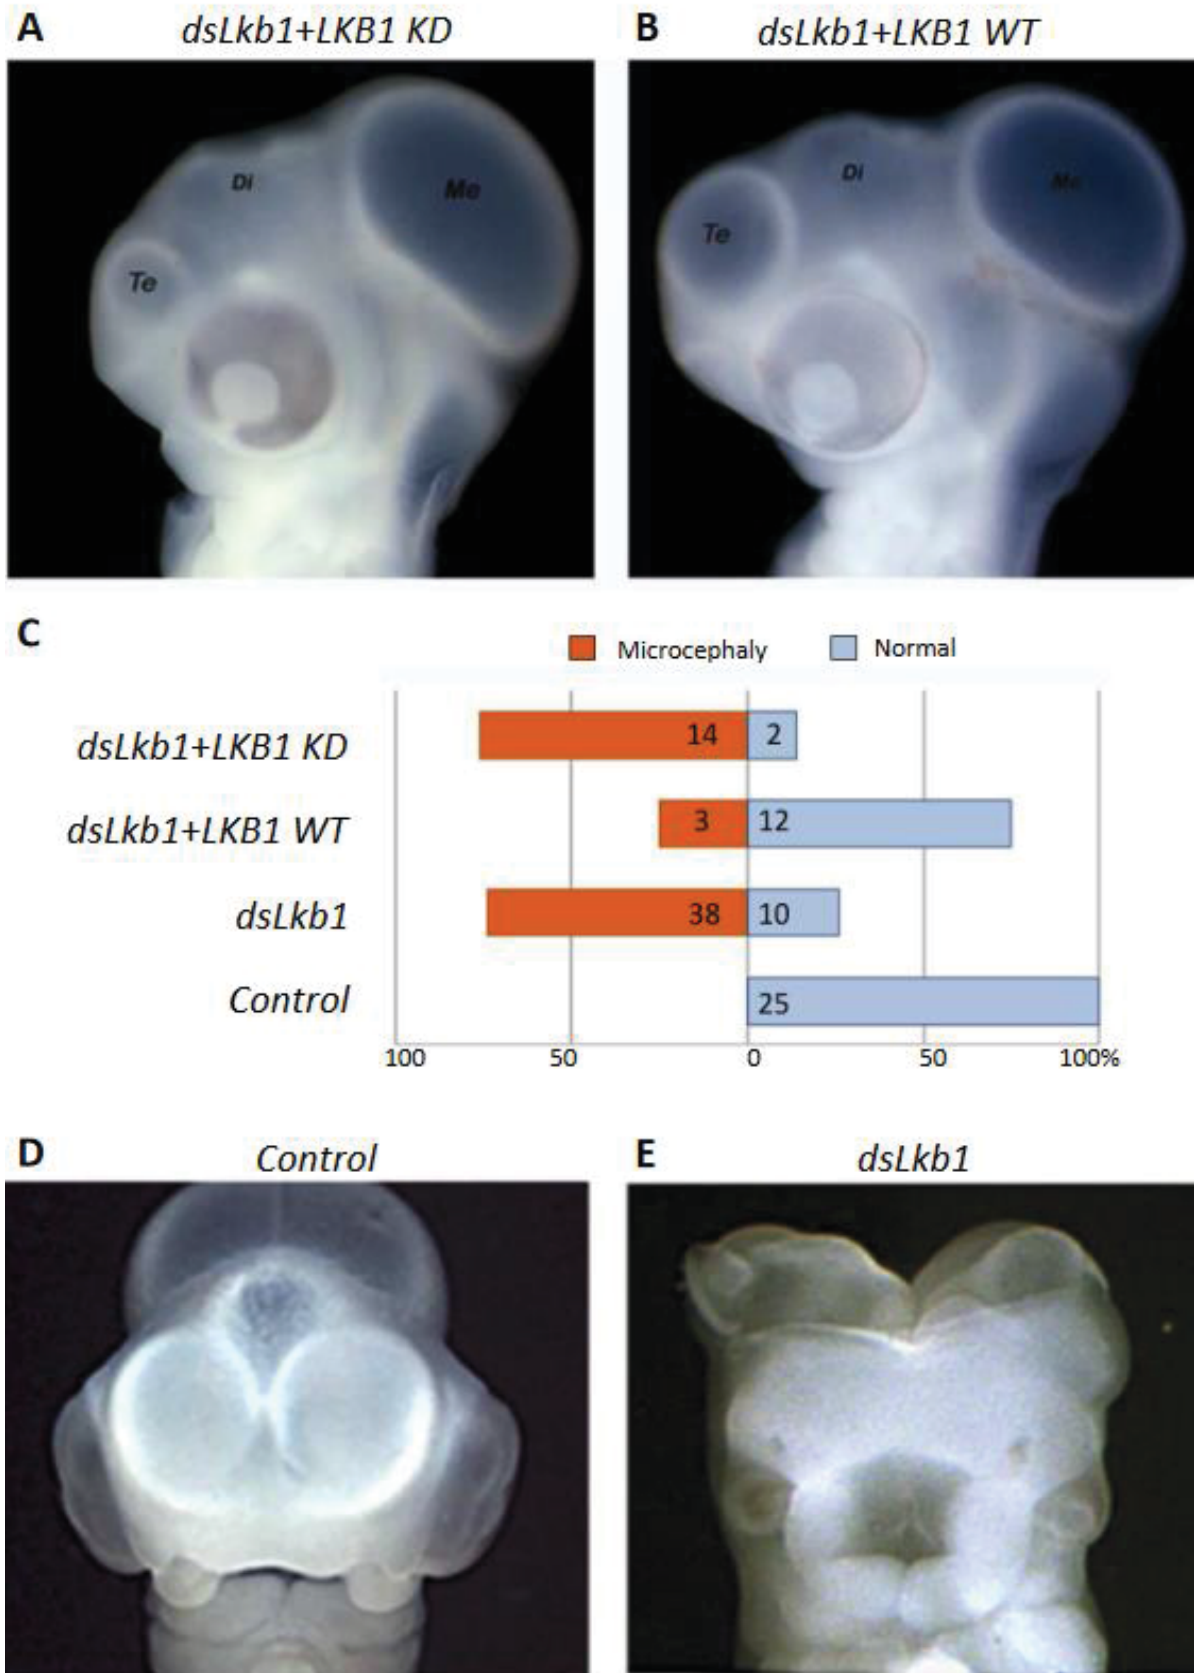 A dsLkb1+LKB1 KD
B dsLkb1+LKB1 WT
Di
Me
Te
Di
Me
Te
C
Microcephaly Normal
dsLkb1+LKB1 KD 14 2
dsLkb1+LKB1 WT 3 12
dsLkb1 38 10
Control 25
100 50 0 50 100%
D Control
E dsLkb1